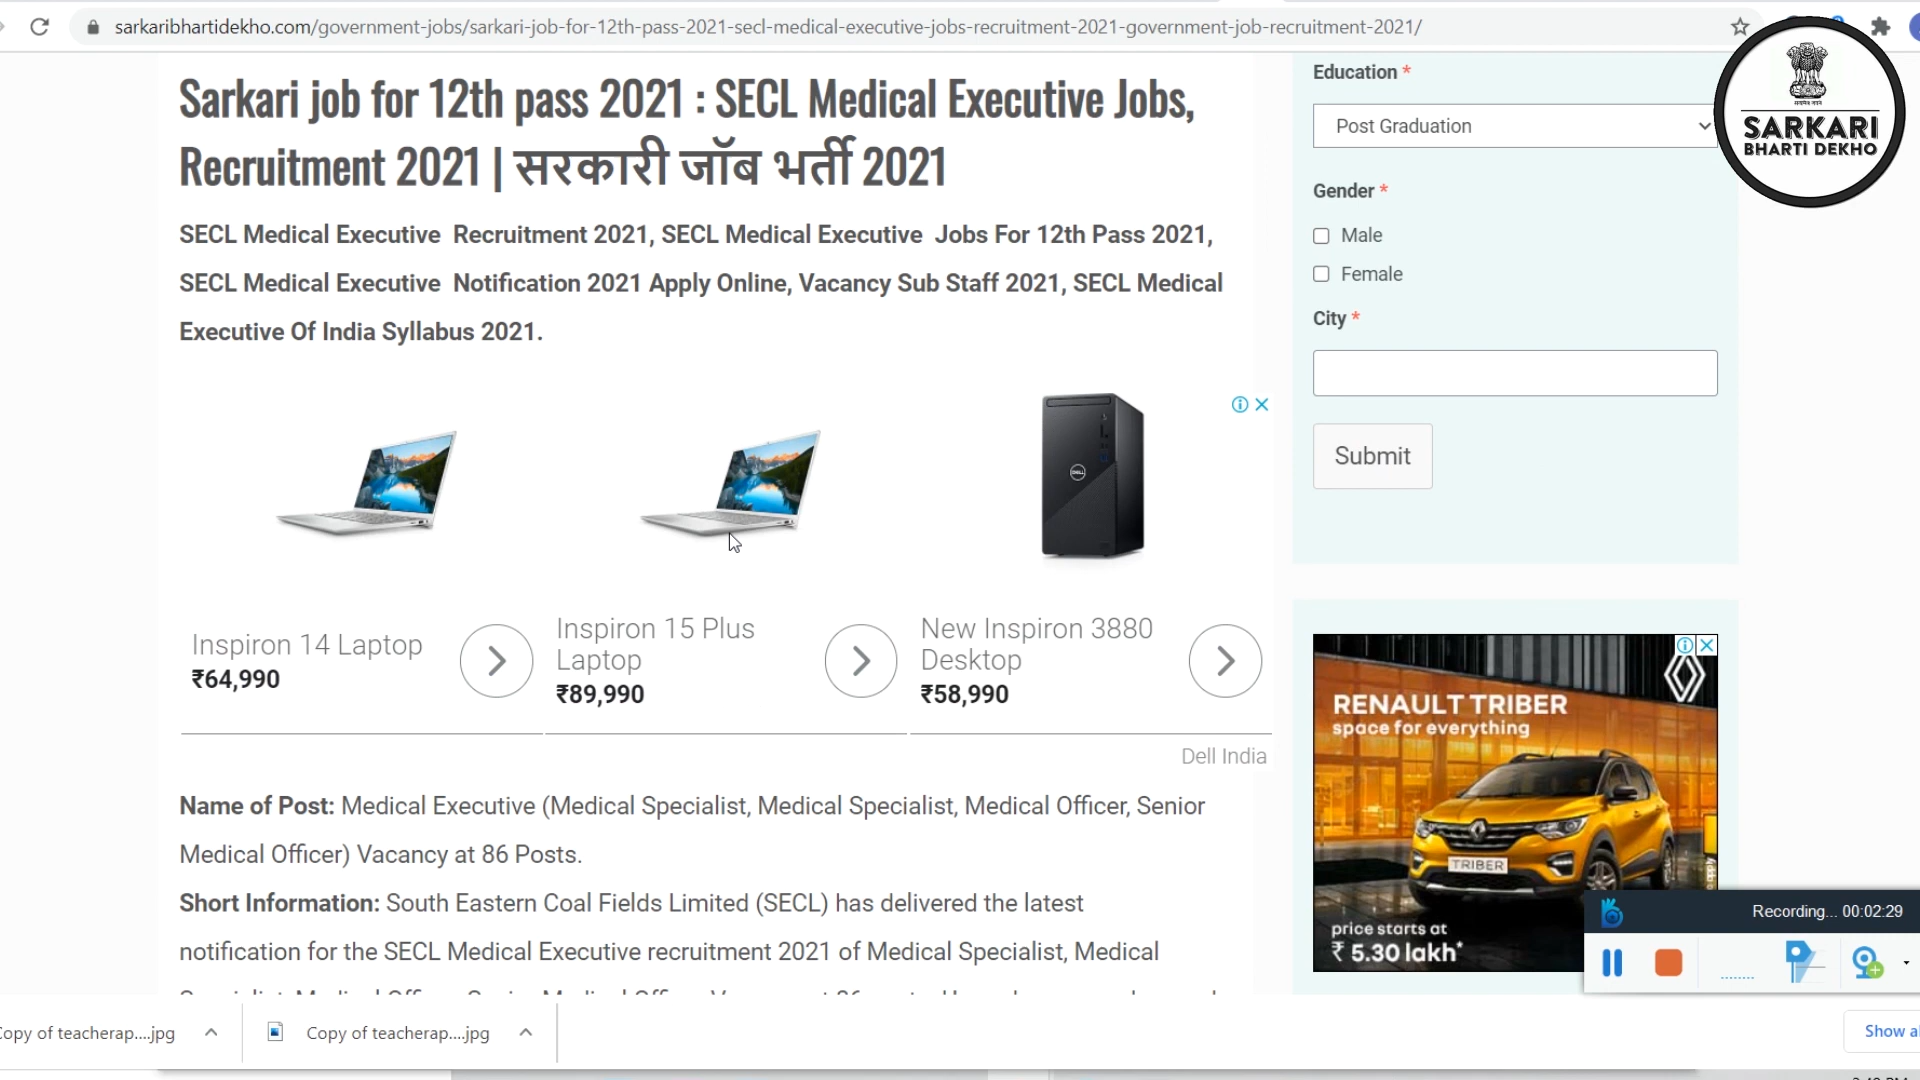 sarkaribhartidekho.com/government-jobs/sarkari-job-for-12th-pass-2021-secl-medical-executive-jobs-recruitment-2021-government-job-recruitment-2021/
Sarkari job for 12th pass 2021 : SECL Medical Executive Jobs,
Recruitment 2021 | सरकारी जॉब भर्ती 2021
SECL Medical Executive Recruitment 2021, SECL Medical Executive Jobs For 12th Pass 2021,
SECL Medical Executive Notification 2021 Apply Online, Vacancy Sub Staff 2021, SECL Medical
Executive Of India Syllabus 2021.
Inspiron 14 Laptop
₹64,990
Inspiron 15 Plus
Laptop
₹89,990
New Inspiron 3880
Desktop
₹58,990
DELL
Dell India
Name of Post: Medical Executive (Medical Specialist, Medical Specialist, Medical Officer, Senior
Medical Officer) Vacancy at 86 Posts.
Short Information: South Eastern Coal Fields Limited (SECL) has delivered the latest
notification for the SECL Medical Executive recruitment 2021 of Medical Specialist, Medical
Education *
Post Graduation
Gender *
Male
Female
City *
Submit
सत्यमेव जयते
SARKARI
BHARTI DEKHO
RENAULT TRIBER
space for everything
TRIBER
price starts at
₹ 5.30 lakh*
Recording... 00:02:29
opy of teacherap....jpg
Copy of teacherap....jpg
Show al